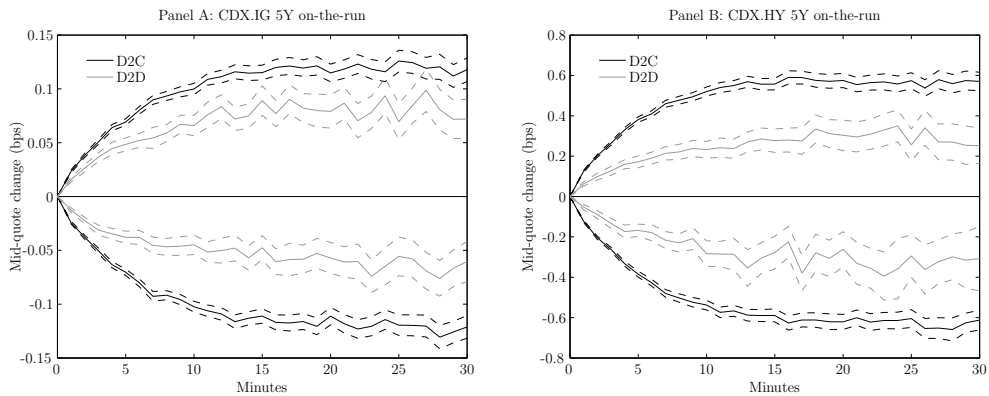 Panel A: CDX.IG 5Y on-the-run
Mid-quote change (bps)
0.15
0.1
0.05
0
-0.05
-0.1
-0.15
D2C
D2D
0 5 10 15 20 25 30
Minutes
Panel B: CDX.HY 5Y on-the-run
Mid-quote change (bps)
0.8
0.6
0.4
0.2
0
-0.2
-0.4
-0.6
-0.8
D2C
D2D
0 5 10 15 20 25 30
Minutes